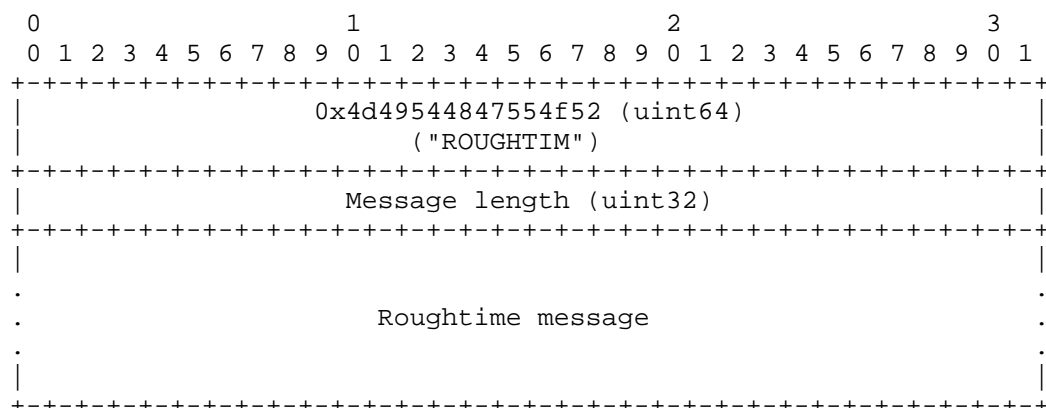 0                   1                   2                   3
 0 1 2 3 4 5 6 7 8 9 0 1 2 3 4 5 6 7 8 9 0 1 2 3 4 5 6 7 8 9 0 1
+-+-+-+-+-+-+-+-+-+-+-+-+-+-+-+-+-+-+-+-+-+-+-+-+-+-+-+-+-+-+-+-+
|                  0x4d49544847554f52 (uint64)                  |
|                        ("ROUGHTIM")                           |
+-+-+-+-+-+-+-+-+-+-+-+-+-+-+-+-+-+-+-+-+-+-+-+-+-+-+-+-+-+-+-+-+
|                    Message length (uint32)                    |
+-+-+-+-+-+-+-+-+-+-+-+-+-+-+-+-+-+-+-+-+-+-+-+-+-+-+-+-+-+-+-+-+
|                                                               |
.                                                               .
.                      Roughtime message                        .
.                                                               .
|                                                               |
+-+-+-+-+-+-+-+-+-+-+-+-+-+-+-+-+-+-+-+-+-+-+-+-+-+-+-+-+-+-+-+-+